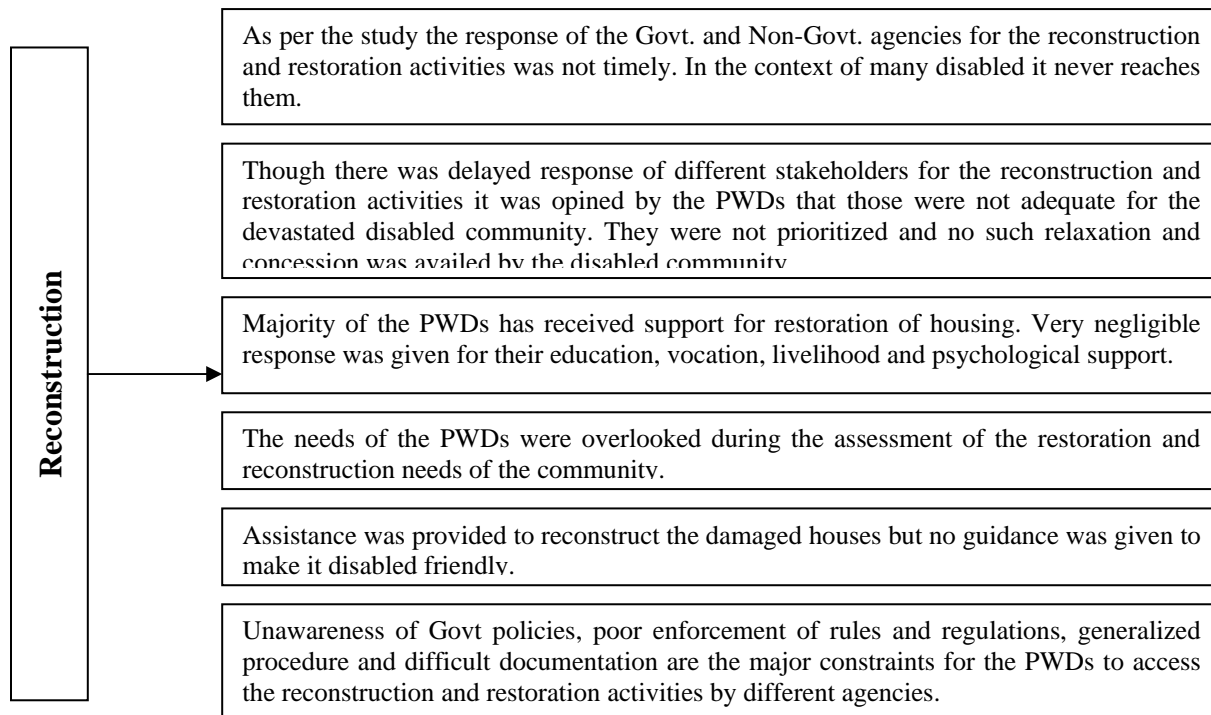 Reconstruction
As per the study the response of the Govt. and Non-Govt. agencies for the reconstruction
and restoration activities was not timely. In the context of many disabled it never reaches
them.
Though there was delayed response of different stakeholders for the reconstruction and
restoration activities it was opined by the PWDs that those were not adequate for the
devastated disabled community. They were not prioritized and no such relaxation and
concession was availed by the disabled community
Majority of the PWDs has received support for restoration of housing. Very negligible
response was given for their education, vocation, livelihood and psychological support.
The needs of the PWDs were overlooked during the assessment of the restoration and
reconstruction needs of the community.
Assistance was provided to reconstruct the damaged houses but no guidance was given to
make it disabled friendly.
Unawareness of Govt policies, poor enforcement of rules and regulations, generalized
procedure and difficult documentation are the major constraints for the PWDs to access
the reconstruction and restoration activities by different agencies.